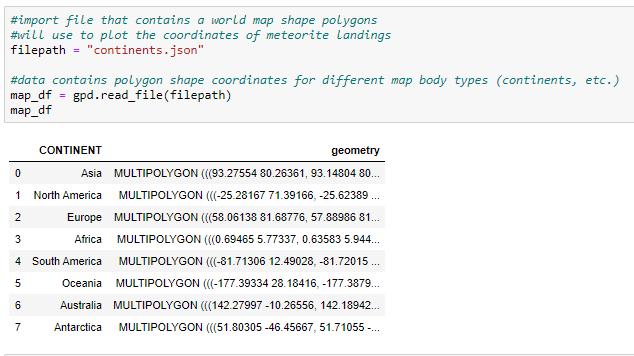 #import file that contains a world map shape polygons
#will use to plot the coordinates of meteorite landings
filepath = "continents.json"
#data contains polygon shape coordinates for different map body types (continents, etc.)
map_df = gpd.read_file(filepath)
map_df
CONTINENT geometry
0 Asia MULTIPOLYGON (((93.27554 80.26361, 93.14804 80...
1 North America MULTIPOLYGON (((-25.28167 71.39166, -25.62389 ...
2 Europe MULTIPOLYGON (((58.06138 81.68776, 57.88986 81...
3 Africa MULTIPOLYGON (((0.69465 5.77337, 0.63583 5.944...
4 South America MULTIPOLYGON (((-81.71306 12.49028, -81.72015 ...
5 Oceania MULTIPOLYGON (((-177.39334 28.18416, -177.3879...
6 Australia MULTIPOLYGON (((142.27997 -10.26556, 142.18942...
7 Antarctica MULTIPOLYGON (((51.80305 -46.45667, 51.71055 -...